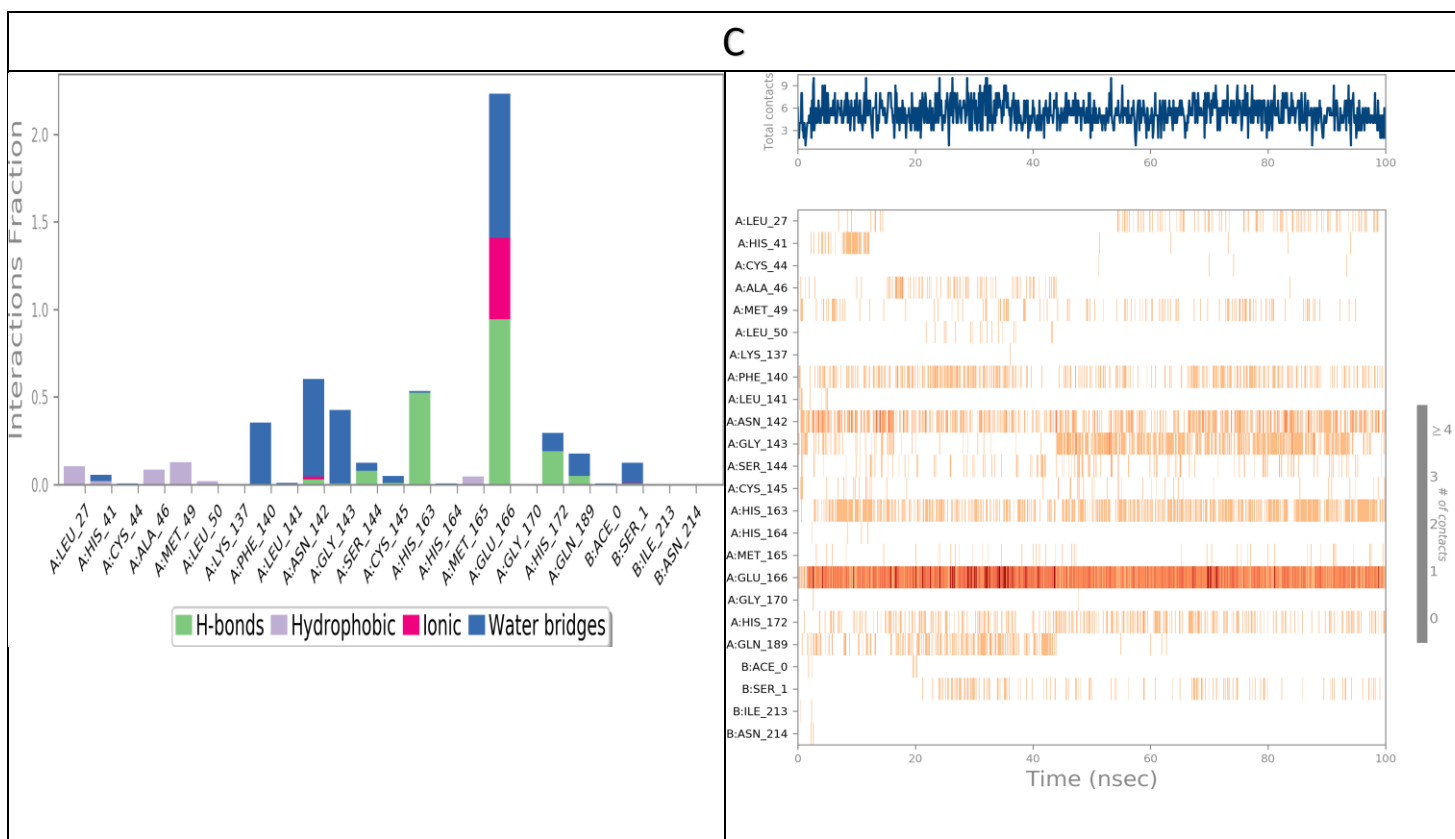 C
Interactions Fraction
2.0
1.5
1.0
0.5
0.0
A:LEU_27
A:HIS_41
A:CYS_44
A:ALA_46
A:MET_49
A:LEU_50
A:LYS_137
A:PHE_140
A:LEU_141
A:ASN_142
A:GLY_143
A:SER_144
A:CYS_145
A:HIS_163
A:HIS_164
A:MET_165
A:GLU_166
A:GLY_170
A:HIS_172
A:GLN_189
B:ACE_0
B:SER_1
B:ILE_213
B:ASN_214
H-bonds Hydrophobic Ionic Water bridges
Total contacts
9
6
3
0 20 40 60 80 100
A:LEU_27
A:HIS_41
A:CYS_44
A:ALA_46
A:MET_49
A:LEU_50
A:LYS_137
A:PHE_140
A:LEU_141
A:ASN_142
A:GLY_143
A:SER_144
A:CYS_145
A:HIS_163
A:HIS_164
A:MET_165
A:GLU_166
A:GLY_170
A:HIS_172
A:GLN_189
B:ACE_0
B:SER_1
B:ILE_213
B:ASN_214
0 20 40 60 80 100
Time (nsec)
≥4
3
2
1
0
# of contacts